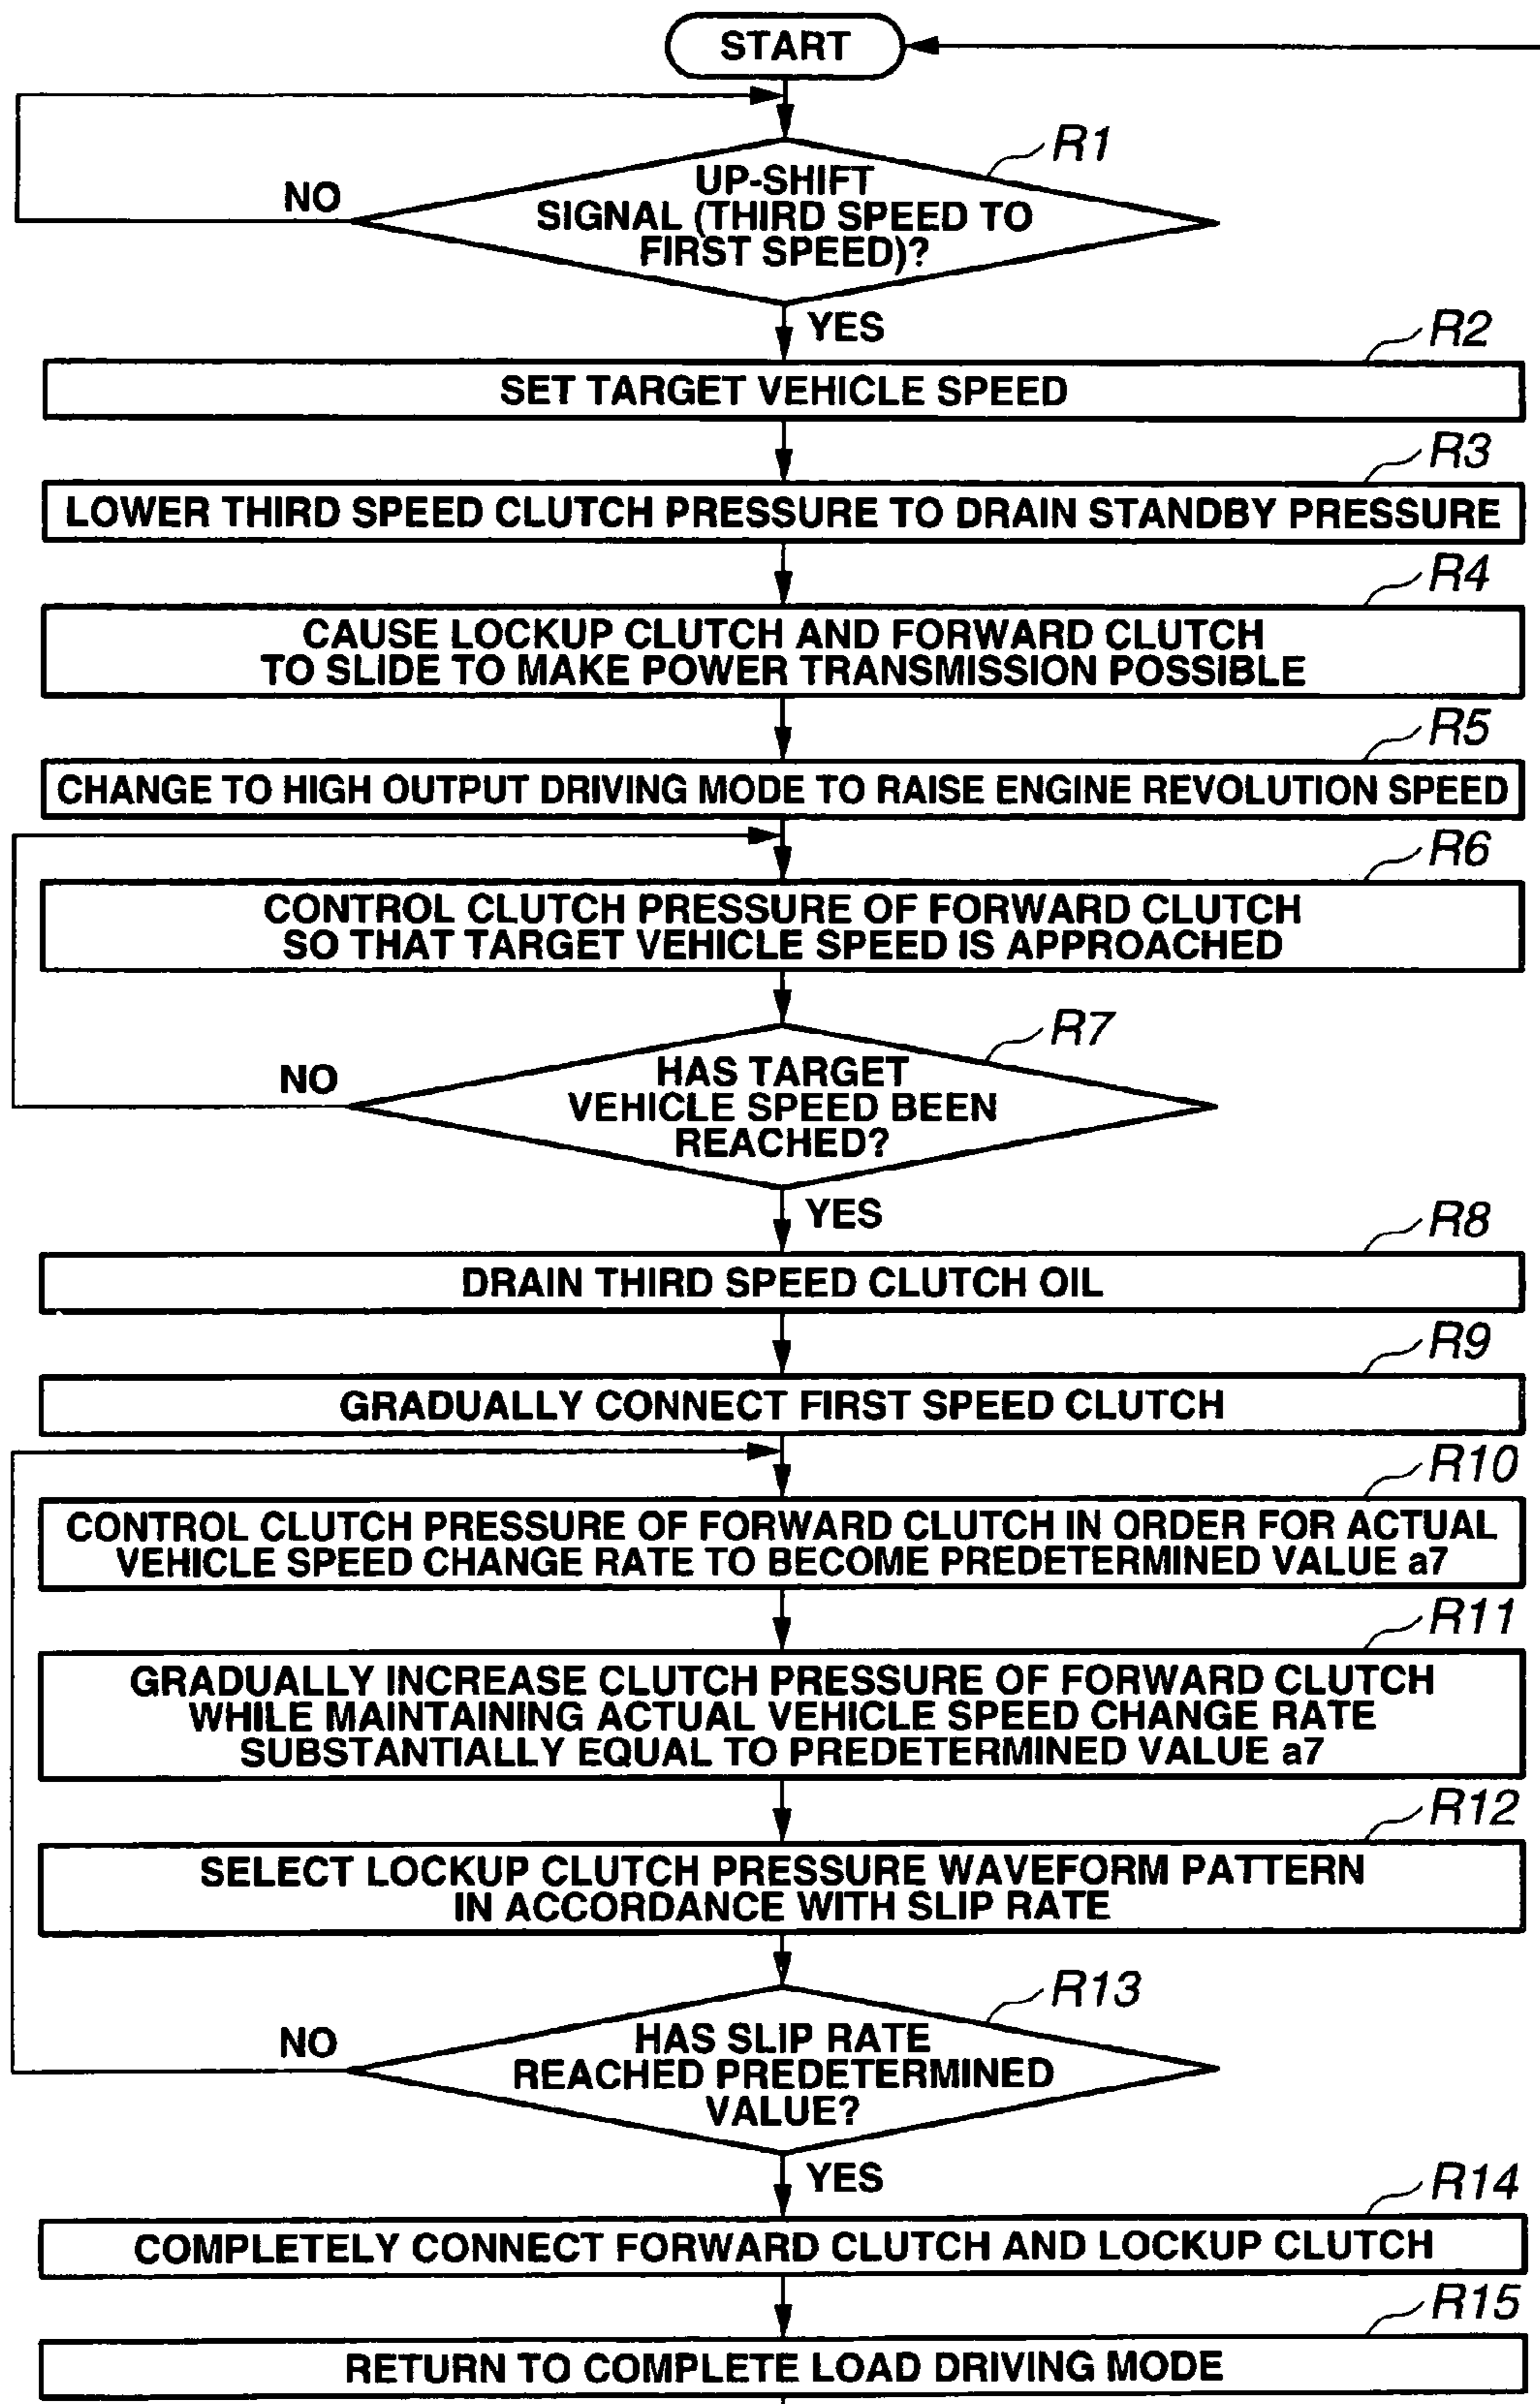 START
R1
UP-SHIFT
SIGNAL (THIRD SPEED TO
FIRST SPEED)?
NO
YES
R2
SET TARGET VEHICLE SPEED
R3
LOWER THIRD SPEED CLUTCH PRESSURE TO DRAIN STANDBY PRESSURE
R4
CAUSE LOCKUP CLUTCH AND FORWARD CLUTCH
TO SLIDE TO MAKE POWER TRANSMISSION POSSIBLE
R5
CHANGE TO HIGH OUTPUT DRIVING MODE TO RAISE ENGINE REVOLUTION SPEED
R6
CONTROL CLUTCH PRESSURE OF FORWARD CLUTCH
SO THAT TARGET VEHICLE SPEED IS APPROACHED
R7
HAS TARGET
VEHICLE SPEED BEEN
REACHED?
NO
YES
R8
DRAIN THIRD SPEED CLUTCH OIL
R9
GRADUALLY CONNECT FIRST SPEED CLUTCH
R10
CONTROL CLUTCH PRESSURE OF FORWARD CLUTCH IN ORDER FOR ACTUAL
VEHICLE SPEED CHANGE RATE TO BECOME PREDETERMINED VALUE a7
R11
GRADUALLY INCREASE CLUTCH PRESSURE OF FORWARD CLUTCH
WHILE MAINTAINING ACTUAL VEHICLE SPEED CHANGE RATE
SUBSTANTIALLY EQUAL TO PREDETERMINED VALUE a7
R12
SELECT LOCKUP CLUTCH PRESSURE WAVEFORM PATTERN
IN ACCORDANCE WITH SLIP RATE
R13
HAS SLIP RATE
REACHED PREDETERMINED
VALUE?
NO
YES
R14
COMPLETELY CONNECT FORWARD CLUTCH AND LOCKUP CLUTCH
R15
RETURN TO COMPLETE LOAD DRIVING MODE